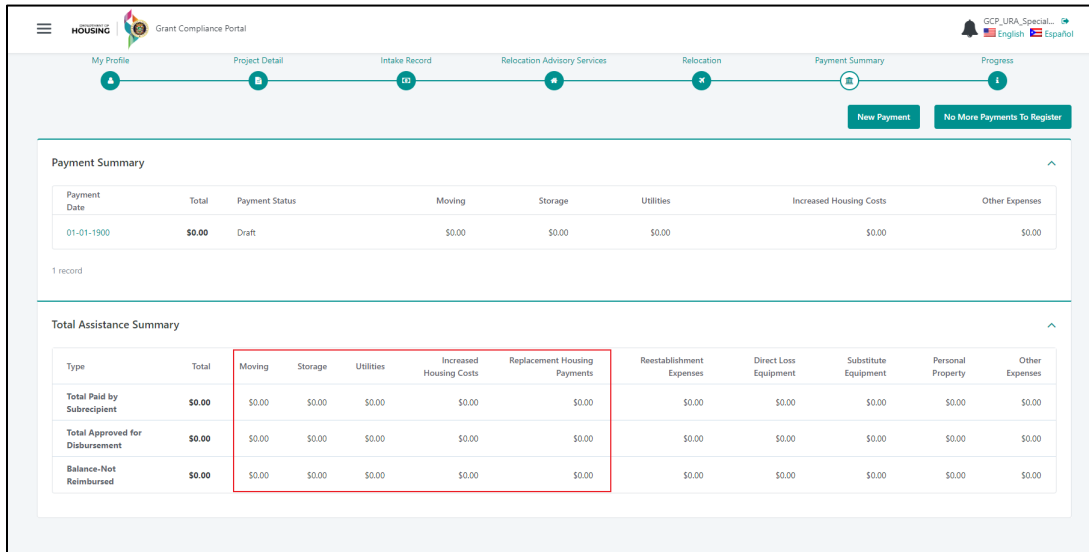 DEPARTMENT OF
HOUSING
Grant Compliance Portal
GCP_URA_Special...
English Español
My Profile Project Detail Intake Record Relocation Advisory Services Relocation Payment Summary Progress
New Payment No More Payments To Register
Payment Summary
Payment Date Total Payment Status Moving Storage Utilities Increased Housing Costs Other Expenses
01-01-1900 $0.00 Draft $0.00 $0.00 $0.00 $0.00 $0.00
1 record
Total Assistance Summary
Type Total Moving Storage Utilities Increased Housing Costs Replacement Housing Payments Reestablishment Expenses Direct Loss Equipment Substitute Equipment Personal Property Other Expenses
Total Paid by Subrecipient $0.00 $0.00 $0.00 $0.00 $0.00 $0.00 $0.00 $0.00 $0.00 $0.00 $0.00
Total Approved for Disbursement $0.00 $0.00 $0.00 $0.00 $0.00 $0.00 $0.00 $0.00 $0.00 $0.00 $0.00
Balance-Not Reimbursed $0.00 $0.00 $0.00 $0.00 $0.00 $0.00 $0.00 $0.00 $0.00 $0.00 $0.00